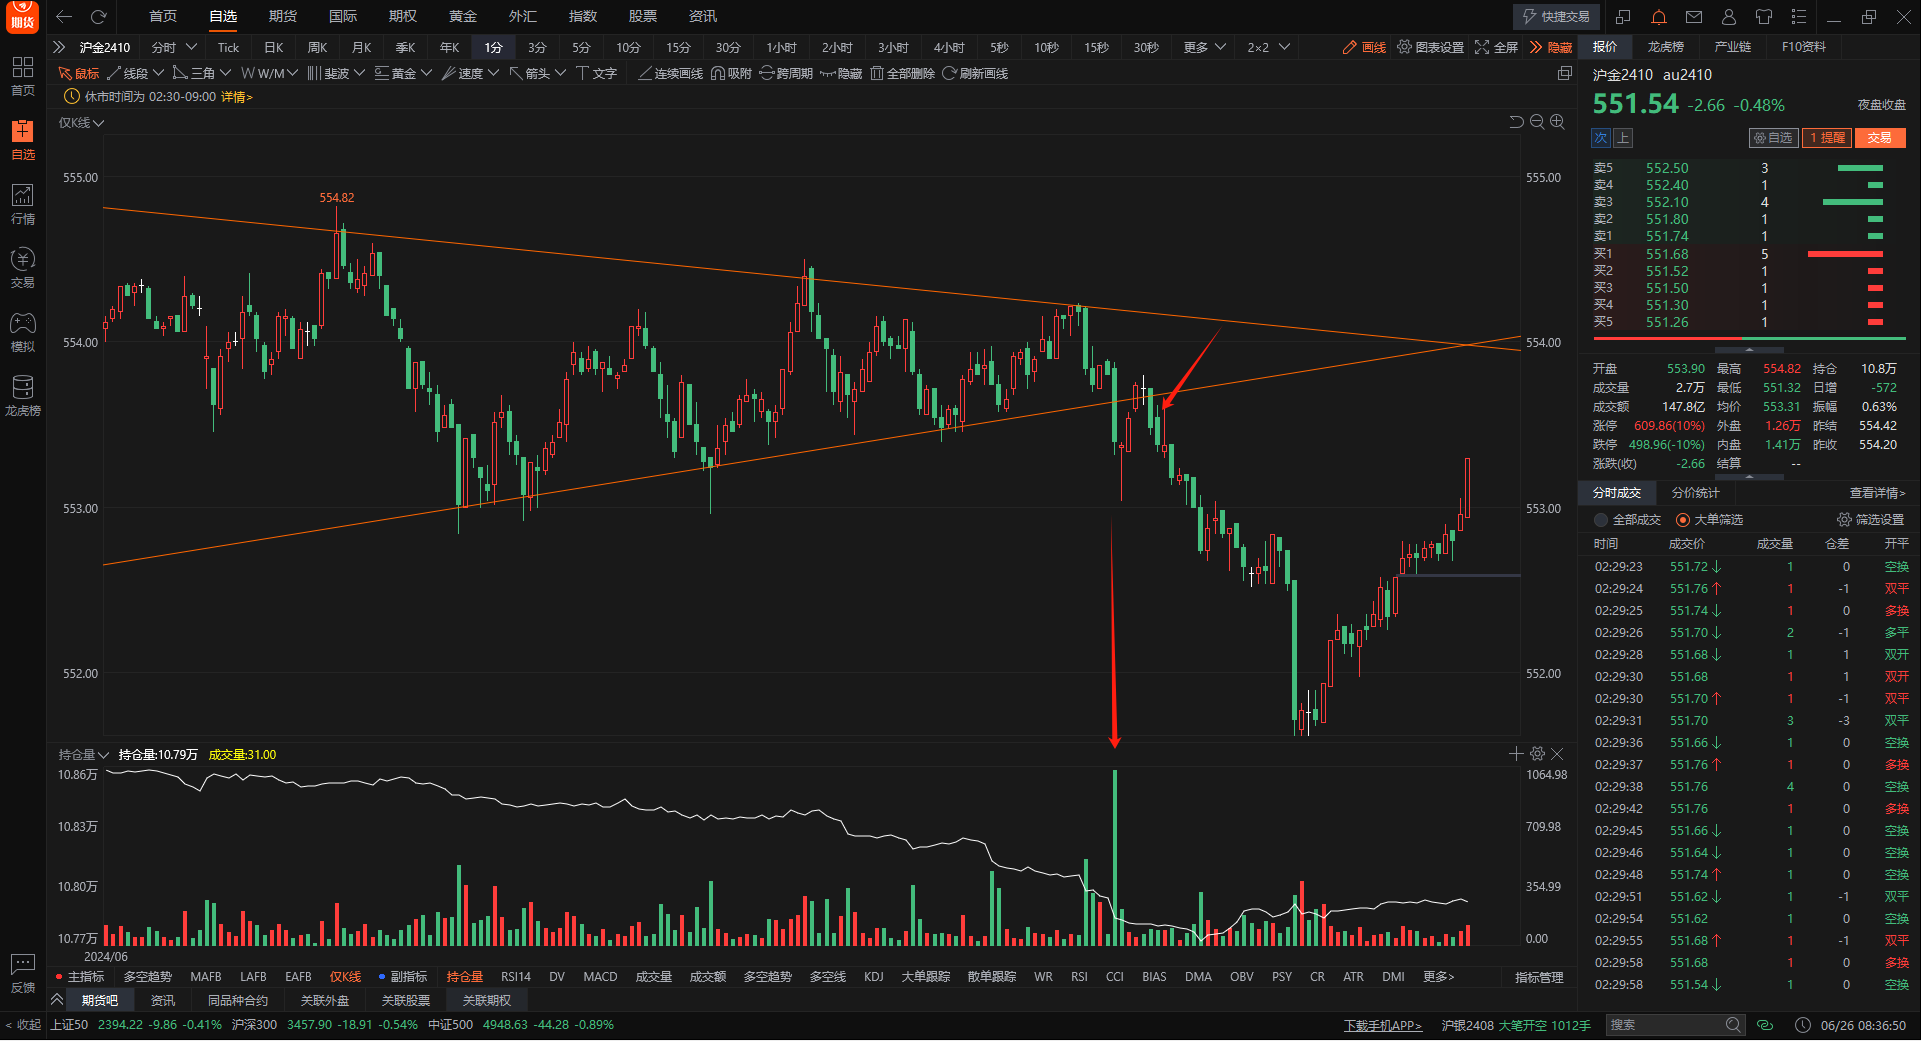 期货
首页 自选 期货 国际 期权 黄金 外汇 指数 股票 资讯
快捷交易
沪金2410 分时 Tick 日K 周K 月K 季K 年K 1分 3分 5分 10分 15分 30分 1小时 2小时 3小时 4小时 5秒 10秒 15秒 30秒 更多 2×2 画线 图表设置 全屏 隐藏
鼠标 线段 三角 W/M 斐波 黄金 速度 箭头 文字 连续画线 吸附 跨周期 隐藏 全部删除 刷新画线
休市时间为 02:30-09:00 详情>
仅K线
首页
自选
行情
交易
模拟
龙虎榜
反馈
555.00 555.00
554.82
554.00 554.00
553.00 553.00
552.00 552.00
持仓量 持仓量:10.79万 成交量:31.00
10.86万 1064.98
10.83万 709.98
10.80万 354.99
10.77万 0.00
2024/06
主指标 多空趋势 MAFB LAFB EAFB 仅K线 副指标 持仓量 RSI14 DV MACD 成交量 成交额 多空趋势 多空线 KDJ 大单跟踪 散单跟踪 WR RSI CCI BIAS DMA OBV PSY CR ATR DMI 更多> 指标管理
期货吧 资讯 同品种合约 关联外盘 关联股票 关联期权
报价 龙虎榜 产业链 F10资料
沪金2410 au2410
551.54 -2.66 -0.48% 夜盘收盘
次 上 自选 1 提醒 交易
卖5 552.50 3
卖4 552.40 1
卖3 552.10 4
卖2 551.80 1
卖1 551.74 1
买1 551.68 5
买2 551.52 1
买3 551.50 1
买4 551.30 1
买5 551.26 1
开盘 553.90 最高 554.82 持仓 10.8万
成交量 2.7万 最低 551.32 日增 -572
成交额 147.8亿 均价 553.31 振幅 0.63%
涨停 609.86(10%) 外盘 1.26万 昨结 554.42
跌停 498.96(-10%) 内盘 1.41万 昨收 554.20
涨跌(收) -2.66 结算 --
分时成交 分价统计 查看详情>
全部成交 大单筛选 筛选设置
时间 成交价 成交量 仓差 开平
02:29:23 551.72↓ 1 0 空换
02:29:24 551.76↑ 1 -1 双平
02:29:25 551.74↓ 1 0 多换
02:29:26 551.70↓ 2 -1 多平
02:29:28 551.68↓ 1 1 双开
02:29:30 551.68 1 1 双开
02:29:30 551.70↑ 1 -1 双平
02:29:31 551.70 3 -3 双平
02:29:36 551.66↓ 1 0 空换
02:29:37 551.76↑ 1 0 多换
02:29:38 551.76 4 0 空换
02:29:42 551.76 1 0 多换
02:29:45 551.66↓ 1 0 空换
02:29:46 551.64↓ 1 0 空换
02:29:48 551.74↑ 1 0 空换
02:29:51 551.62↓ 1 -1 双平
02:29:54 551.62 1 0 空换
02:29:55 551.68↑ 1 -1 双平
02:29:58 551.68 1 0 多换
02:29:58 551.54↓ 1 0 空换
< 收起 上证50 2394.22 -9.86 -0.41% 沪深300 3457.90 -18.91 -0.54% 中证500 4948.63 -44.28 -0.89% 下载手机APP> 沪银2408 大笔开空 1012手 搜索 06/26 08:36:50